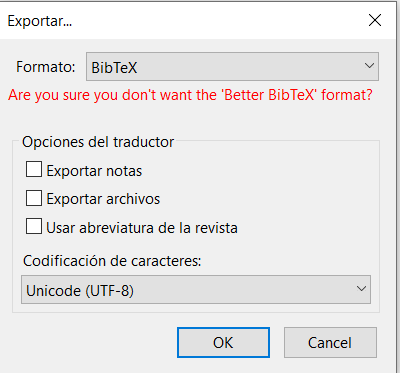 Exportar...
Formato: BibTeX
Are you sure you don't want the 'Better BibTeX' format?
Opciones del traductor
Exportar notas
Exportar archivos
Usar abreviatura de la revista
Codificación de caracteres:
Unicode (UTF-8)
OK Cancel